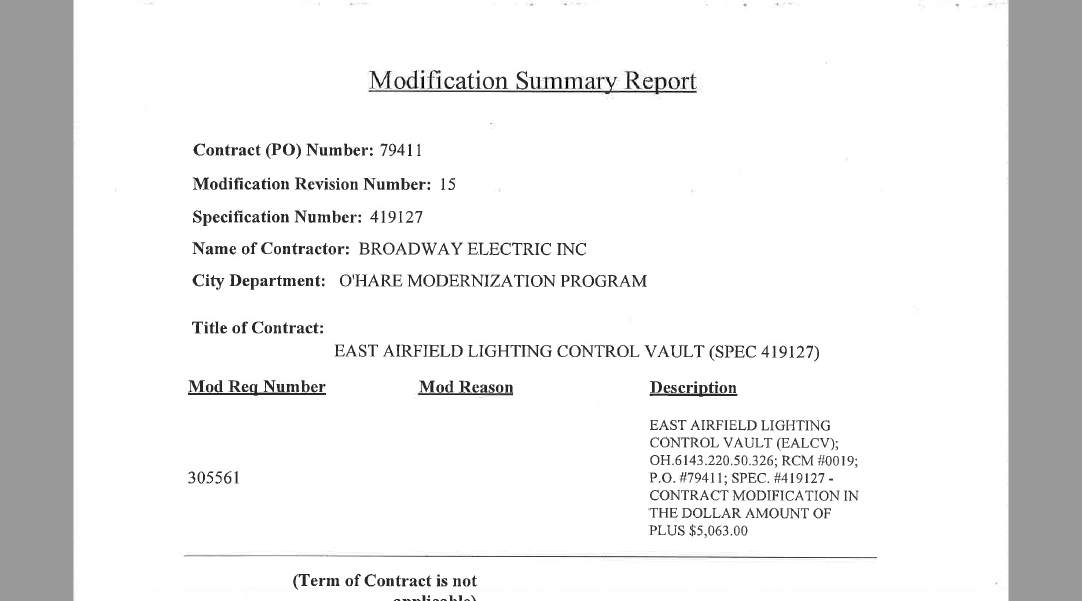 Modification Summary Report
Contract (PO) Number: 79411
Modification Revision Number: 15
Specification Number: 419127
Name of Contractor: BROADWAY ELECTRIC INC
City Department: O'HARE MODERNIZATION PROGRAM
Title of Contract:
EAST AIRFIELD LIGHTING CONTROL VAULT (SPEC 419127)
Mod Req Number Mod Reason Description
EAST AIRFIELD LIGHTING
CONTROL VAULT (EALCV);
OH.6143.220.50.326; RCM #0019;
305561 P.O. #79411; SPEC. #419127 -
CONTRACT MODIFICATION IN
THE DOLLAR AMOUNT OF
PLUS $5,063.00
(Term of Contract is not
applicable)